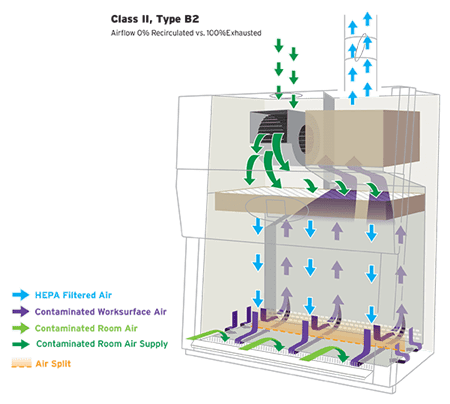 Class II, Type B2
Airflow 0% Recirculated vs. 100%Exhausted
HEPA Filtered Air
Contaminated Worksurface Air
Contaminated Room Air
Contaminated Room Air Supply
Air Split